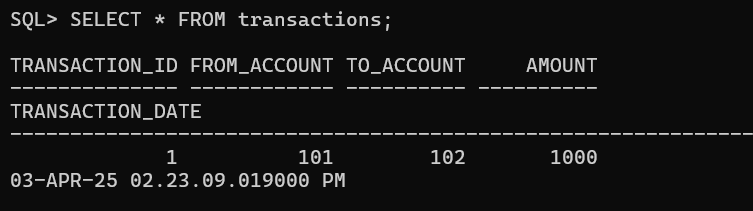 SQL> SELECT * FROM transactions;
TRANSACTION_ID FROM_ACCOUNT TO_ACCOUNT     AMOUNT
-------------- ------------ ---------- ----------
TRANSACTION_DATE
---------------------------------------------------------------------------
             1          101        102       1000
03-APR-25 02.23.09.019000 PM